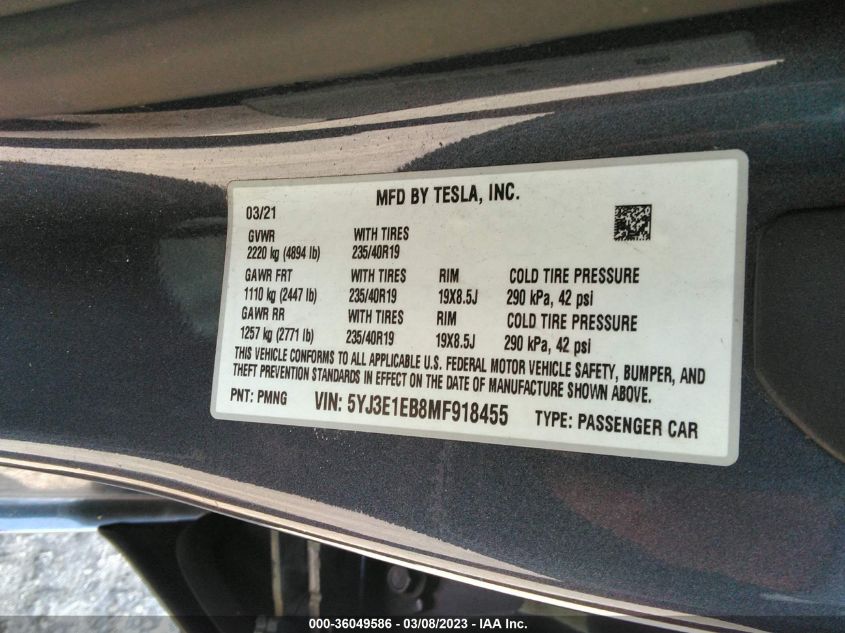 MFD BY TESLA, INC.
03/21
GVWR WITH TIRES
2220 kg (4894 lb) 235/40R19
GAWR FRT WITH TIRES RIM COLD TIRE PRESSURE
1110 kg (2447 lb) 235/40R19 19X8.5J 290 kPa, 42 psi
GAWR RR WITH TIRES RIM COLD TIRE PRESSURE
1257 kg (2771 lb) 235/40R19 19X8.5J 290 kPa, 42 psi
THIS VEHICLE CONFORMS TO ALL APPLICABLE U.S. FEDERAL MOTOR VEHICLE SAFETY, BUMPER, AND
THEFT PREVENTION STANDARDS IN EFFECT ON THE DATE OF MANUFACTURE SHOWN ABOVE.
PNT: PMNG VIN: 5YJ3E1EB8MF918455 TYPE: PASSENGER CAR
000-36049586 - 03/08/2023 - IAA Inc.